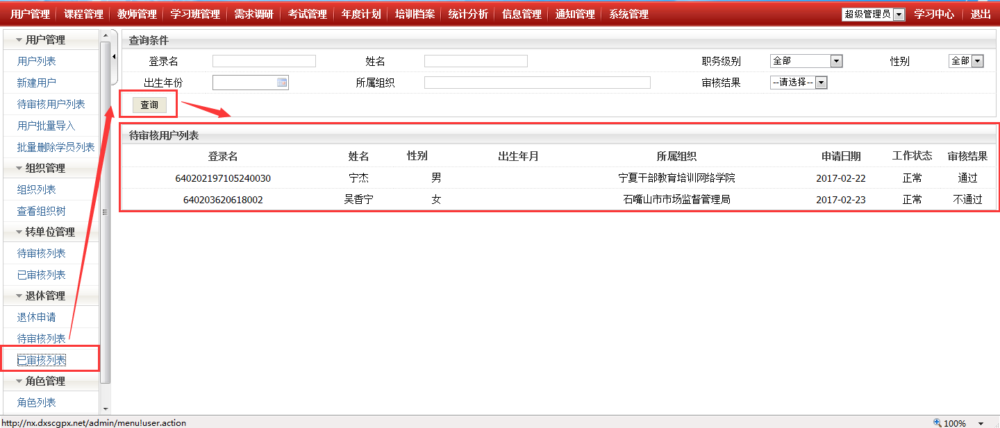 用户管理 课程管理 教师管理 学习班管理 需求调研 考试管理 年度计划 培训档案 统计分析 信息管理 通知管理 系统管理 超级管理员 学习中心 退出
用户管理
用户列表
新建用户
待审核用户列表
用户批量导入
批量删除学员列表
组织管理
组织列表
查看组织树
转单位管理
待审核列表
已审核列表
退休管理
退休申请
待审核列表
已审核列表
角色管理
角色列表
查询条件
登录名 姓名 职务级别 全部 性别 全部
出生年份 所属组织 审核结果 --请选择--
查询
待审核用户列表
登录名 姓名 性别 出生年月 所属组织 申请日期 工作状态 审核结果
640202197105240030 宁杰 男 宁夏干部教育培训网络学院 2017-02-22 正常 通过
640203620618002 吴香宁 女 石嘴山市市场监督管理局 2017-02-23 正常 不通过
http://nx.dxscgpx.net/admin/menu!user.action 100%